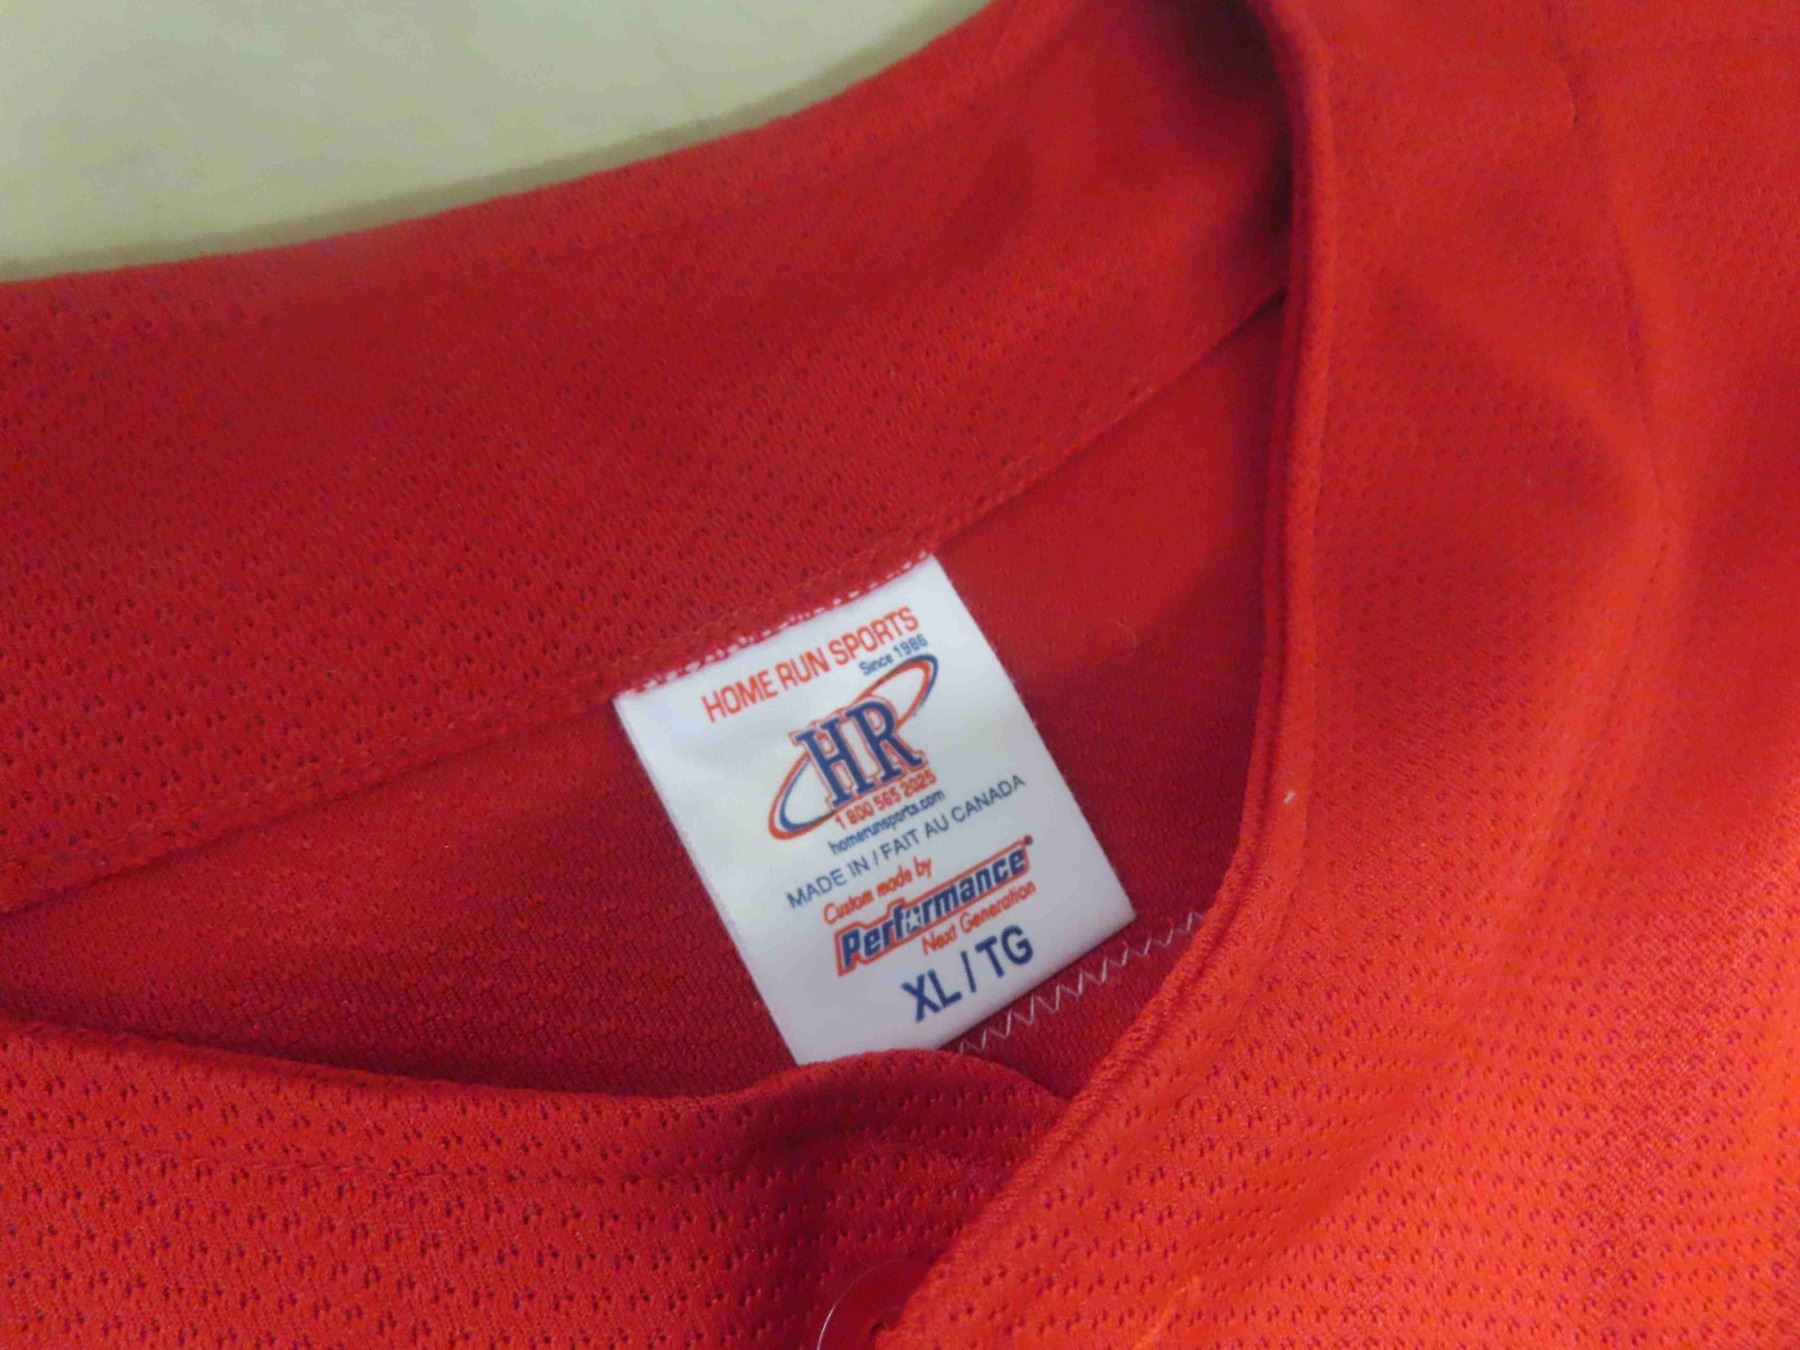 HOME RUN SPORTS
Since 1986
HR
1 800 565 2025
homerunsports.com
MADE IN / FAIT AU CANADA
Custom made by
Performance®
Next Generation
XL / TG